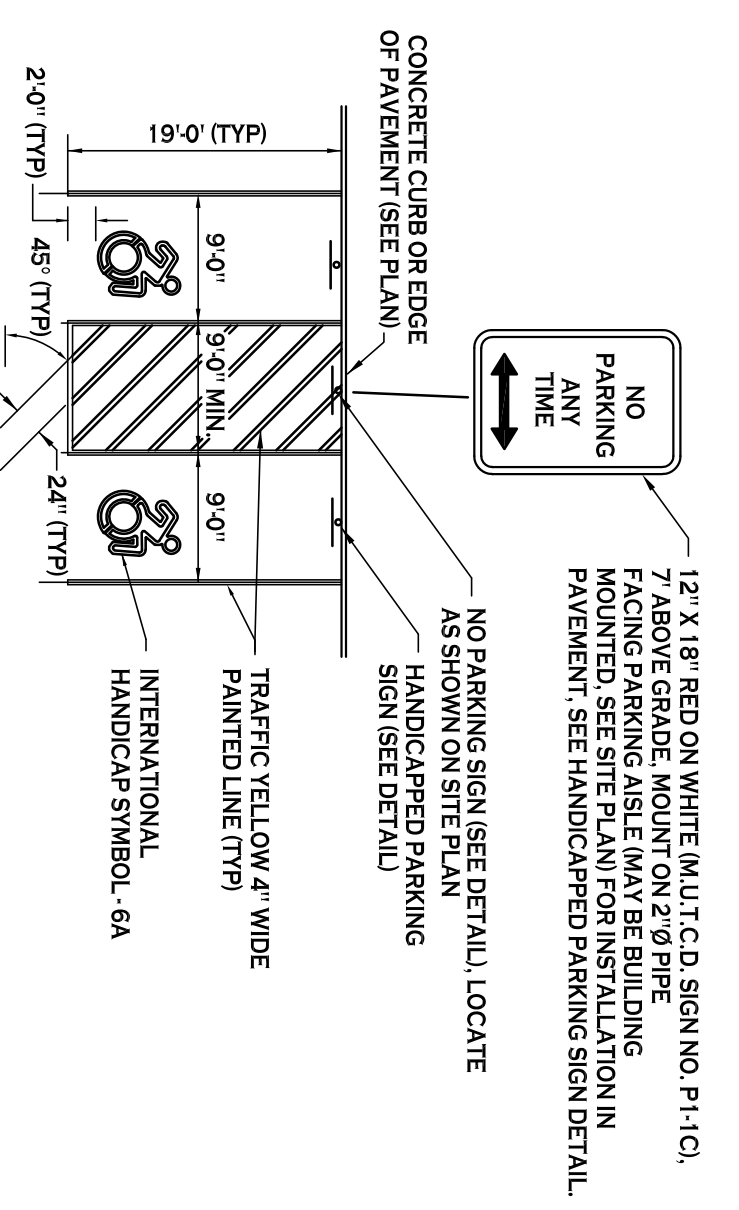 NO
PARKING
ANY
TIME
12" X 18" RED ON WHITE (M.U.T.C.D. SIGN NO. P1-1C),
7' ABOVE GRADE, MOUNT ON 2"Ø PIPE
FACING PARKING AISLE (MAY BE BUILDING
MOUNTED, SEE SITE PLAN) FOR INSTALLATION IN
PAVEMENT, SEE HANDICAPPED PARKING SIGN DETAIL.
CONCRETE CURB OR EDGE
OF PAVEMENT (SEE PLAN)
NO PARKING SIGN (SEE DETAIL), LOCATE
AS SHOWN ON SITE PLAN
HANDICAPPED PARKING
SIGN (SEE DETAIL)
19'-0' (TYP)
9'-0"
9'-0" MIN.
9'-0"
TRAFFIC YELLOW 4" WIDE
PAINTED LINE (TYP)
INTERNATIONAL
HANDICAP SYMBOL - 6A
2'-0" (TYP)
45° (TYP)
24" (TYP)